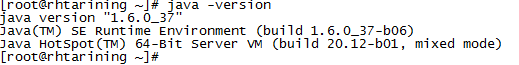 [root@rhtarining ~]# java -version
java version "1.6.0_37"
Java(TM) SE Runtime Environment (build 1.6.0_37-b06)
Java HotSpot(TM) 64-Bit Server VM (build 20.12-b01, mixed mode)
[root@rhtarining ~]#